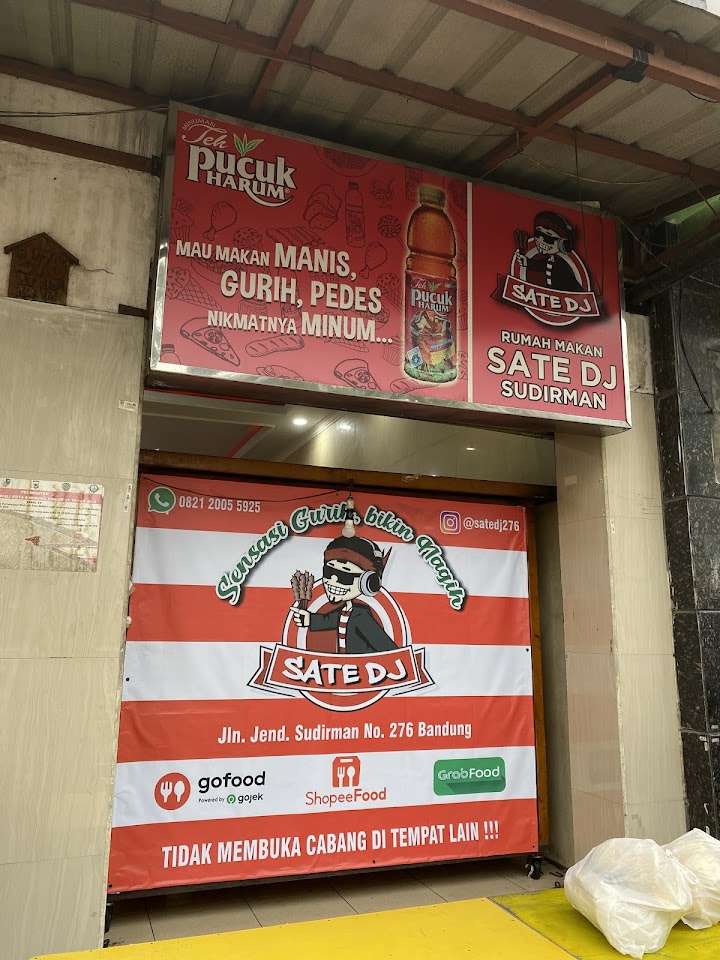 MINUMAN
Teh
PUCUK
HARUM
MAU MAKAN MANIS,
GURIH, PEDES
NIKMATNYA MINUM...
Teh
PUCUK
HARUM
SATE DJ
RUMAH MAKAN
SATE DJ
SUDIRMAN
0821 2005 5925
@satedj276
Sensasi Gurih, bikin Nagih
SATE DJ
Jln. Jend. Sudirman No. 276 Bandung
gofood
Powered by gojek
ShopeeFood
GrabFood
TIDAK MEMBUKA CABANG DI TEMPAT LAIN !!!